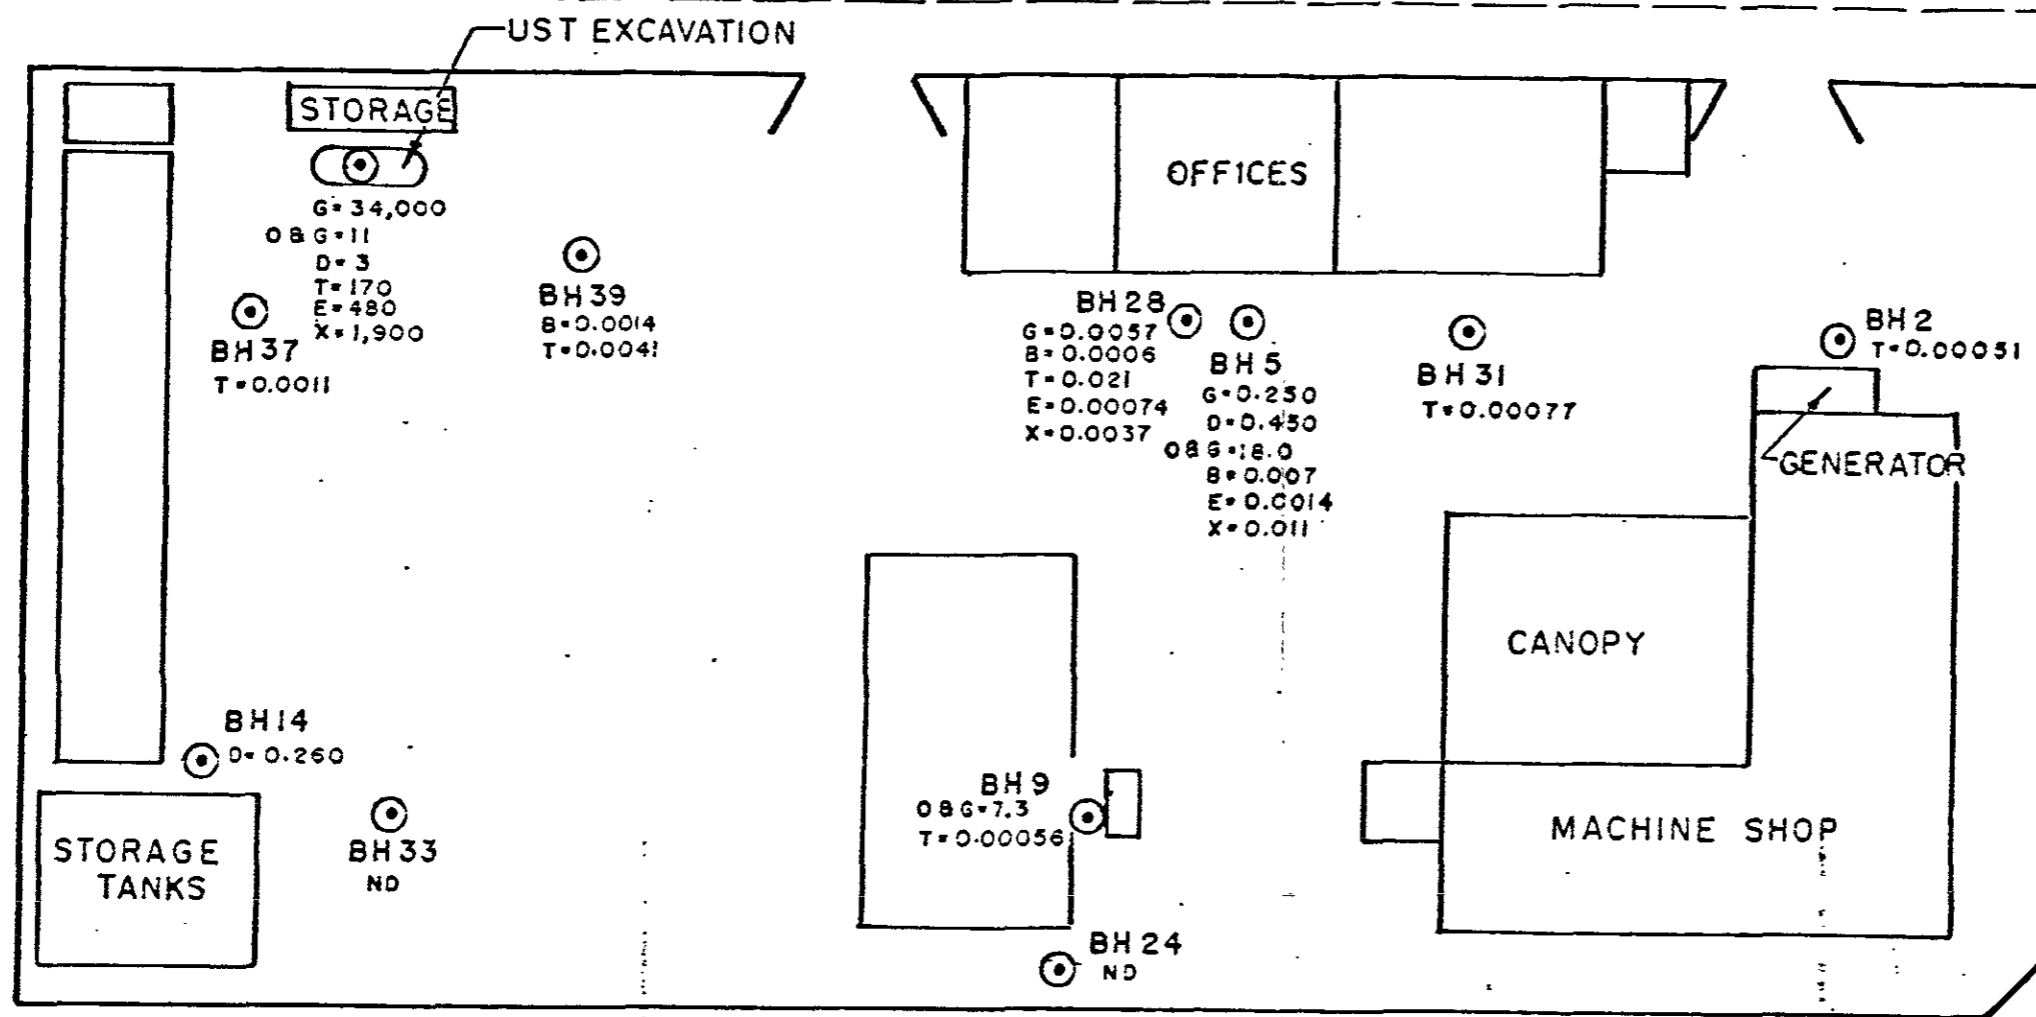 UST EXCAVATION
STORAGE
G=34,000
O&G=11
D=3
T=170
E=480
X=1,900
BH37
T=0.0011
BH39
B=0.0014
T=0.0041
OFFICES
BH28
G=0.0057
B=0.0006
T=0.021
E=0.00074
X=0.0037
BH5
G=0.250
D=0.450
O&G=18.0
B=0.007
E=0.0014
X=0.011
BH31
T=0.00077
BH2
T=0.00051
GENERATOR
CANOPY
MACHINE SHOP
BH14
D=0.260
STORAGE
TANKS
BH33
ND
BH9
O&G=7.3
T=0.00056
BH24
ND